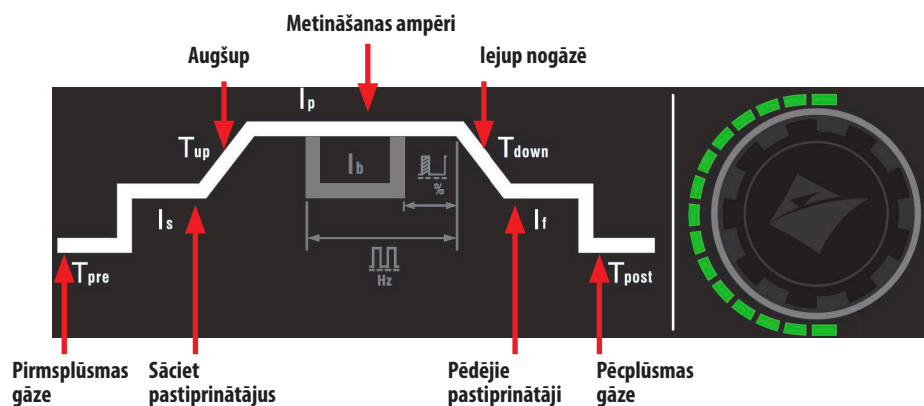 Metināšanas ampēri
Augšup
Iejup nogāzē
Ip
Tup
Ib
Tdown
%
Is
If
Tpre
Hz
Tpost
Pirmsplūsmas
gāze
Sāciet
pastiprinātājus
Pēdējie
pastiprinātāji
Pēcplūsmas
gāze